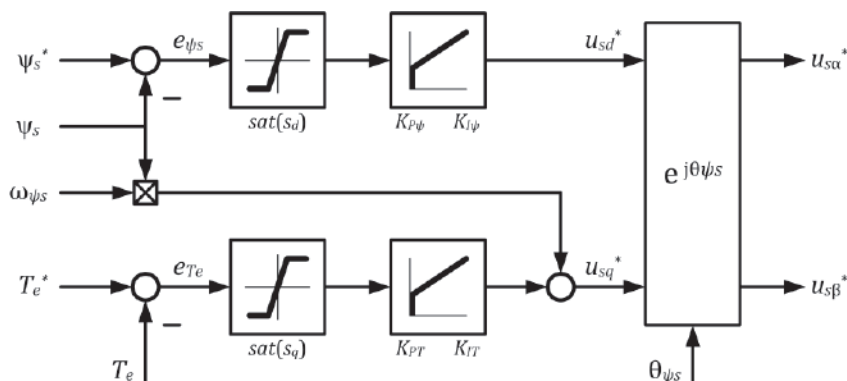 ψs* eψs usd* usα*
−
sat(sd) KPψ KIψ
ψs
ωψs e jθψs
Te* eTe usq* usβ*
−
sat(sq) KPT KIT
Te θψs